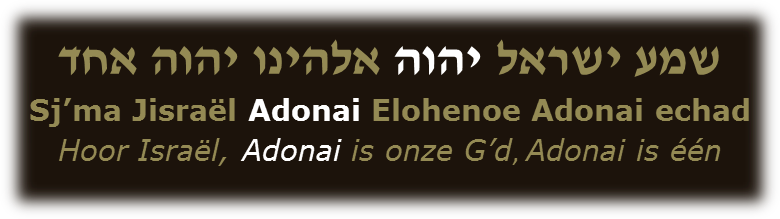 שמע ישראל יהוה אלהינו יהוה אחד
Sj’ma Jisraël Adonai Elohenoe Adonai echad
Hoor Israël, Adonai is onze G’d, Adonai is één